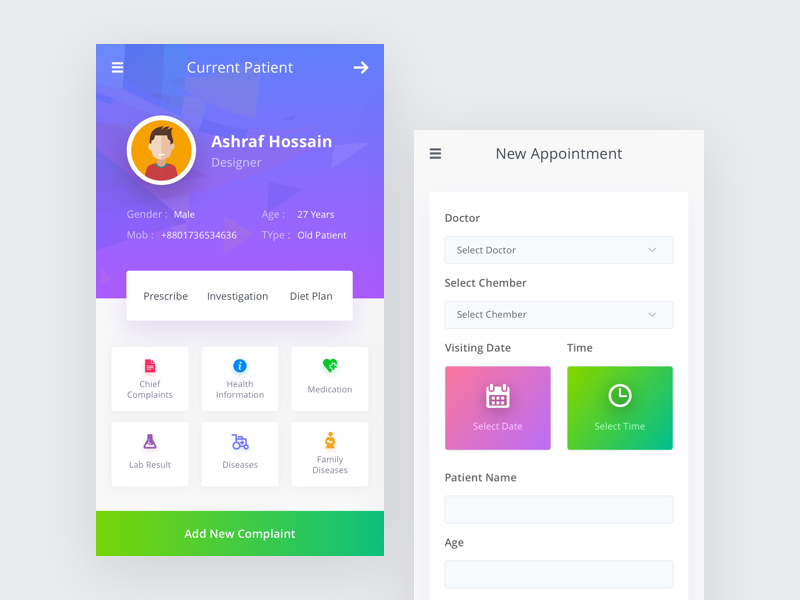 Current Patient
Ashraf Hossain
Designer
Gender : Male
Age : 27 Years
Mob : +8801736534636
TYpe : Old Patient
Prescribe
Investigation
Diet Plan
Chief
Complaints
Health
Information
Medication
Lab Result
Diseases
Family
Diseases
Add New Complaint
New Appointment
Doctor
Select Doctor
Select Chember
Select Chember
Visiting Date
Time
Select Date
Select Time
Patient Name
Age